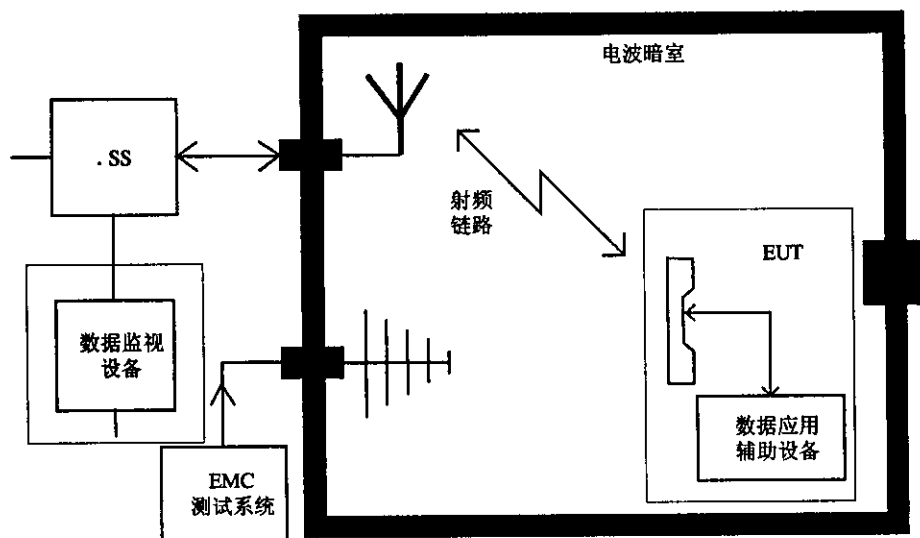 电波暗室
. SS
射频
链路
EUT
数据监视
设备
数据应用
辅助设备
EMC
测试系统